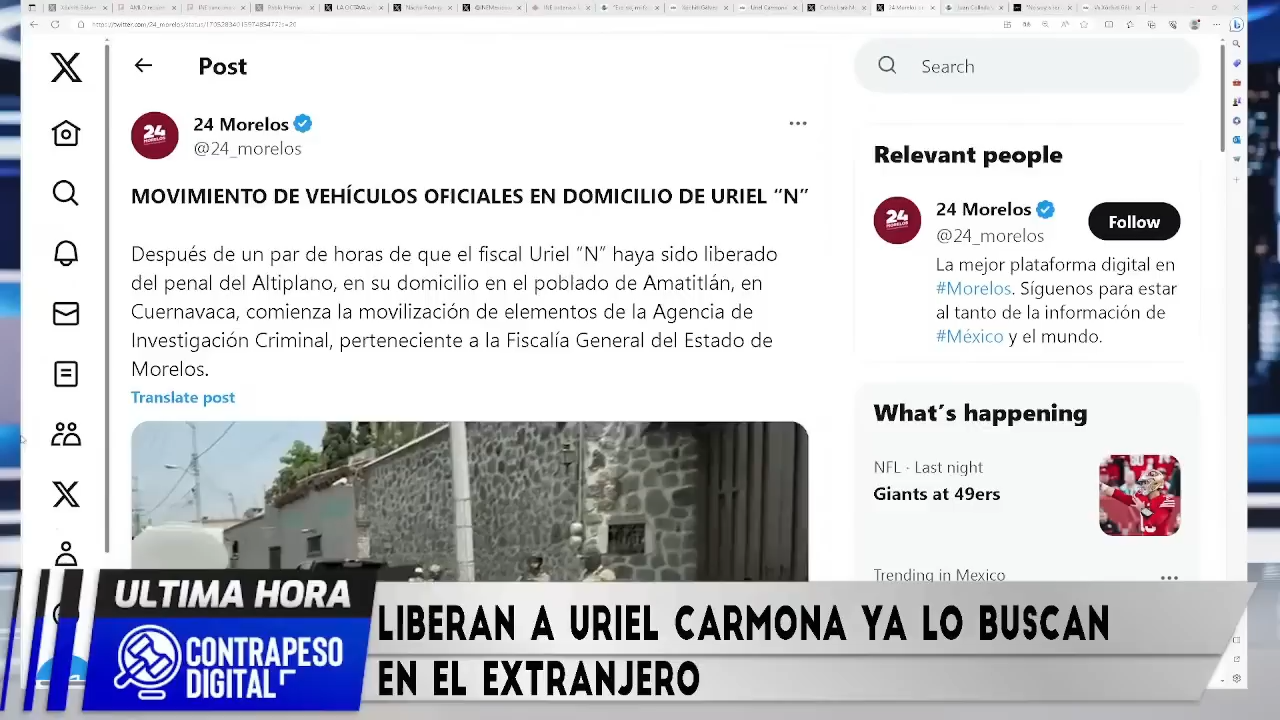 Post
Search
24 Morelos
@24_morelos
MOVIMIENTO DE VEHÍCULOS OFICIALES EN DOMICILIO DE URIEL “N”
Después de un par de horas de que el fiscal Uriel “N” haya sido liberado
del penal del Altiplano, en su domicilio en el poblado de Amatitlán, en
Cuernavaca, comienza la movilización de elementos de la Agencia de
Investigación Criminal, perteneciente a la Fiscalía General del Estado de
Morelos.
Translate post
Relevant people
24 Morelos
@24_morelos
Follow
La mejor plataforma digital en
#Morelos. Síguenos para estar
al tanto de la información de
#México y el mundo.
What’s happening
NFL · Last night
Giants at 49ers
Trending in Mexico
24
MORELOS
24
MORELOS
ULTIMA HORA
CONTRAPESO
DIGITAL
LIBERAN A URIEL CARMONA YA LO BUSCAN
EN EL EXTRANJERO